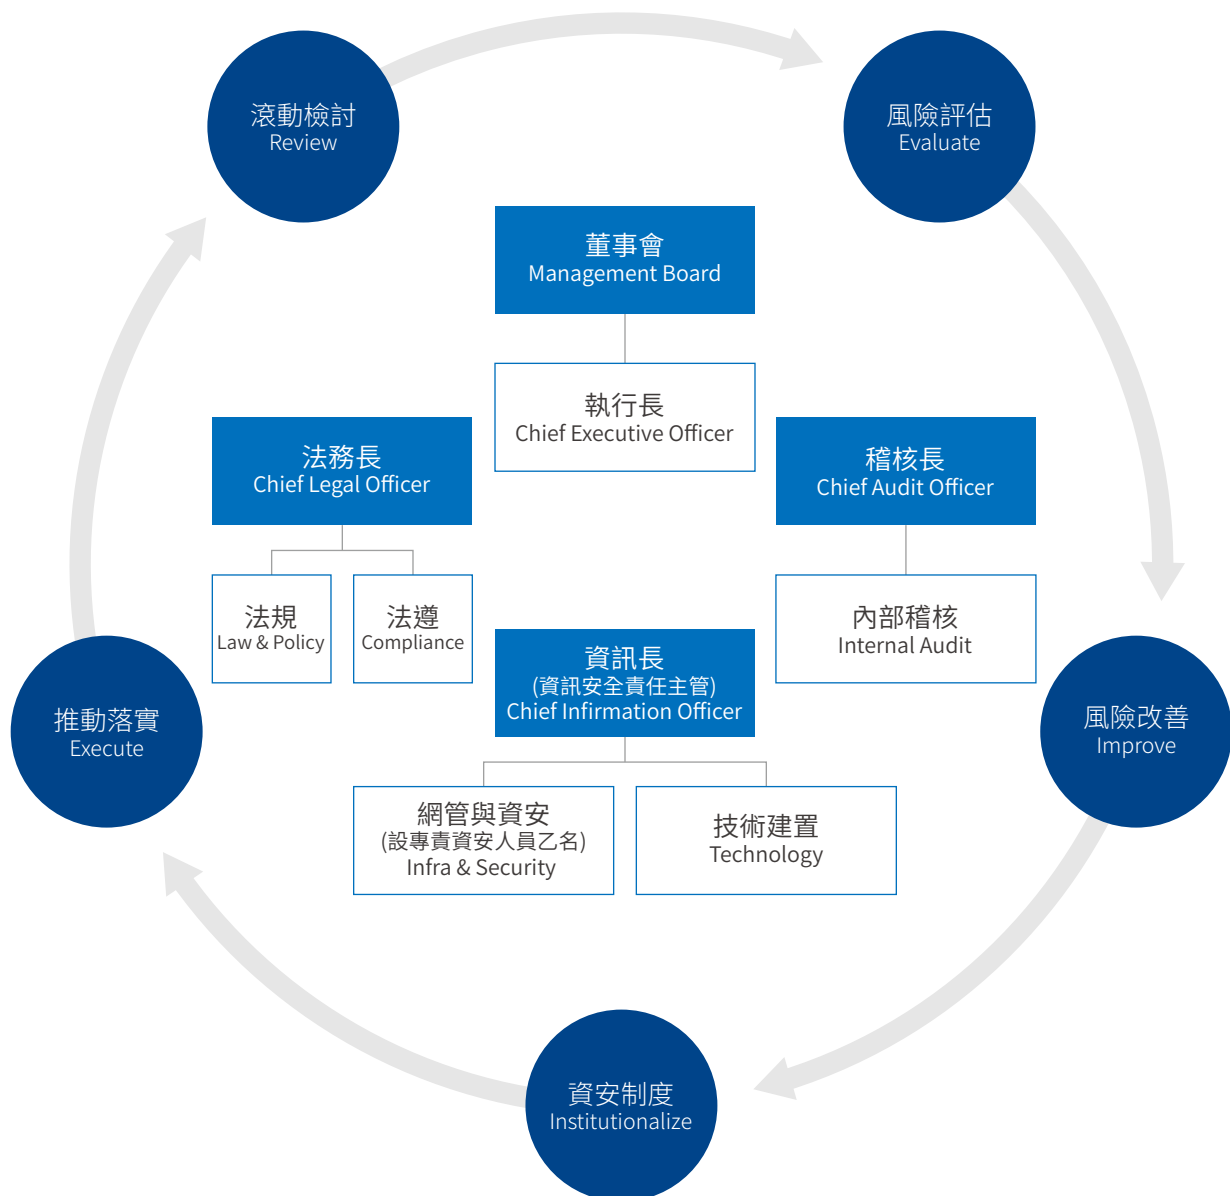 滾動檢討
Review
風險評估
Evaluate
董事會
Management Board
執行長
Chief Executive Officer
法務長
Chief Legal Officer
稽核長
Chief Audit Officer
法規
Law & Policy
法遵
Compliance
內部稽核
Internal Audit
資訊長
(資訊安全責任主管)
Chief Infirmation Officer
推動落實
Execute
風險改善
Improve
網管與資安
(設專責資安人員乙名)
Infra & Security
技術建置
Technology
資安制度
Institutionalize